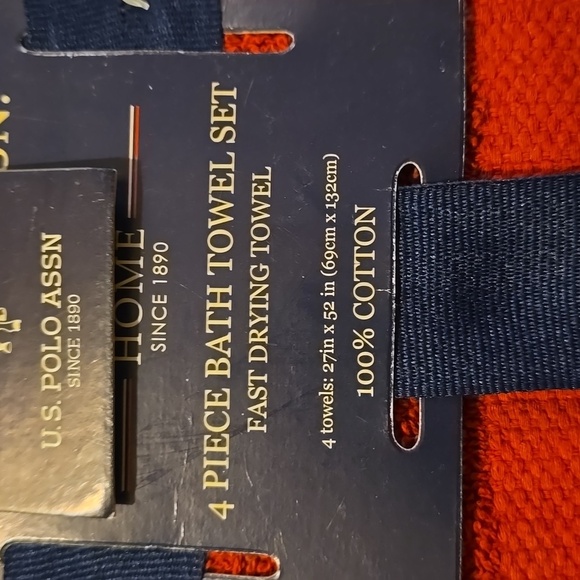 ON.
U.S. POLO ASSN
SINCE 1890
HOME
SINCE 1890
4 PIECE BATH TOWEL SET
FAST DRYING TOWEL
4 towels: 27in x 52 in (69cm x 132cm)
100% COTTON